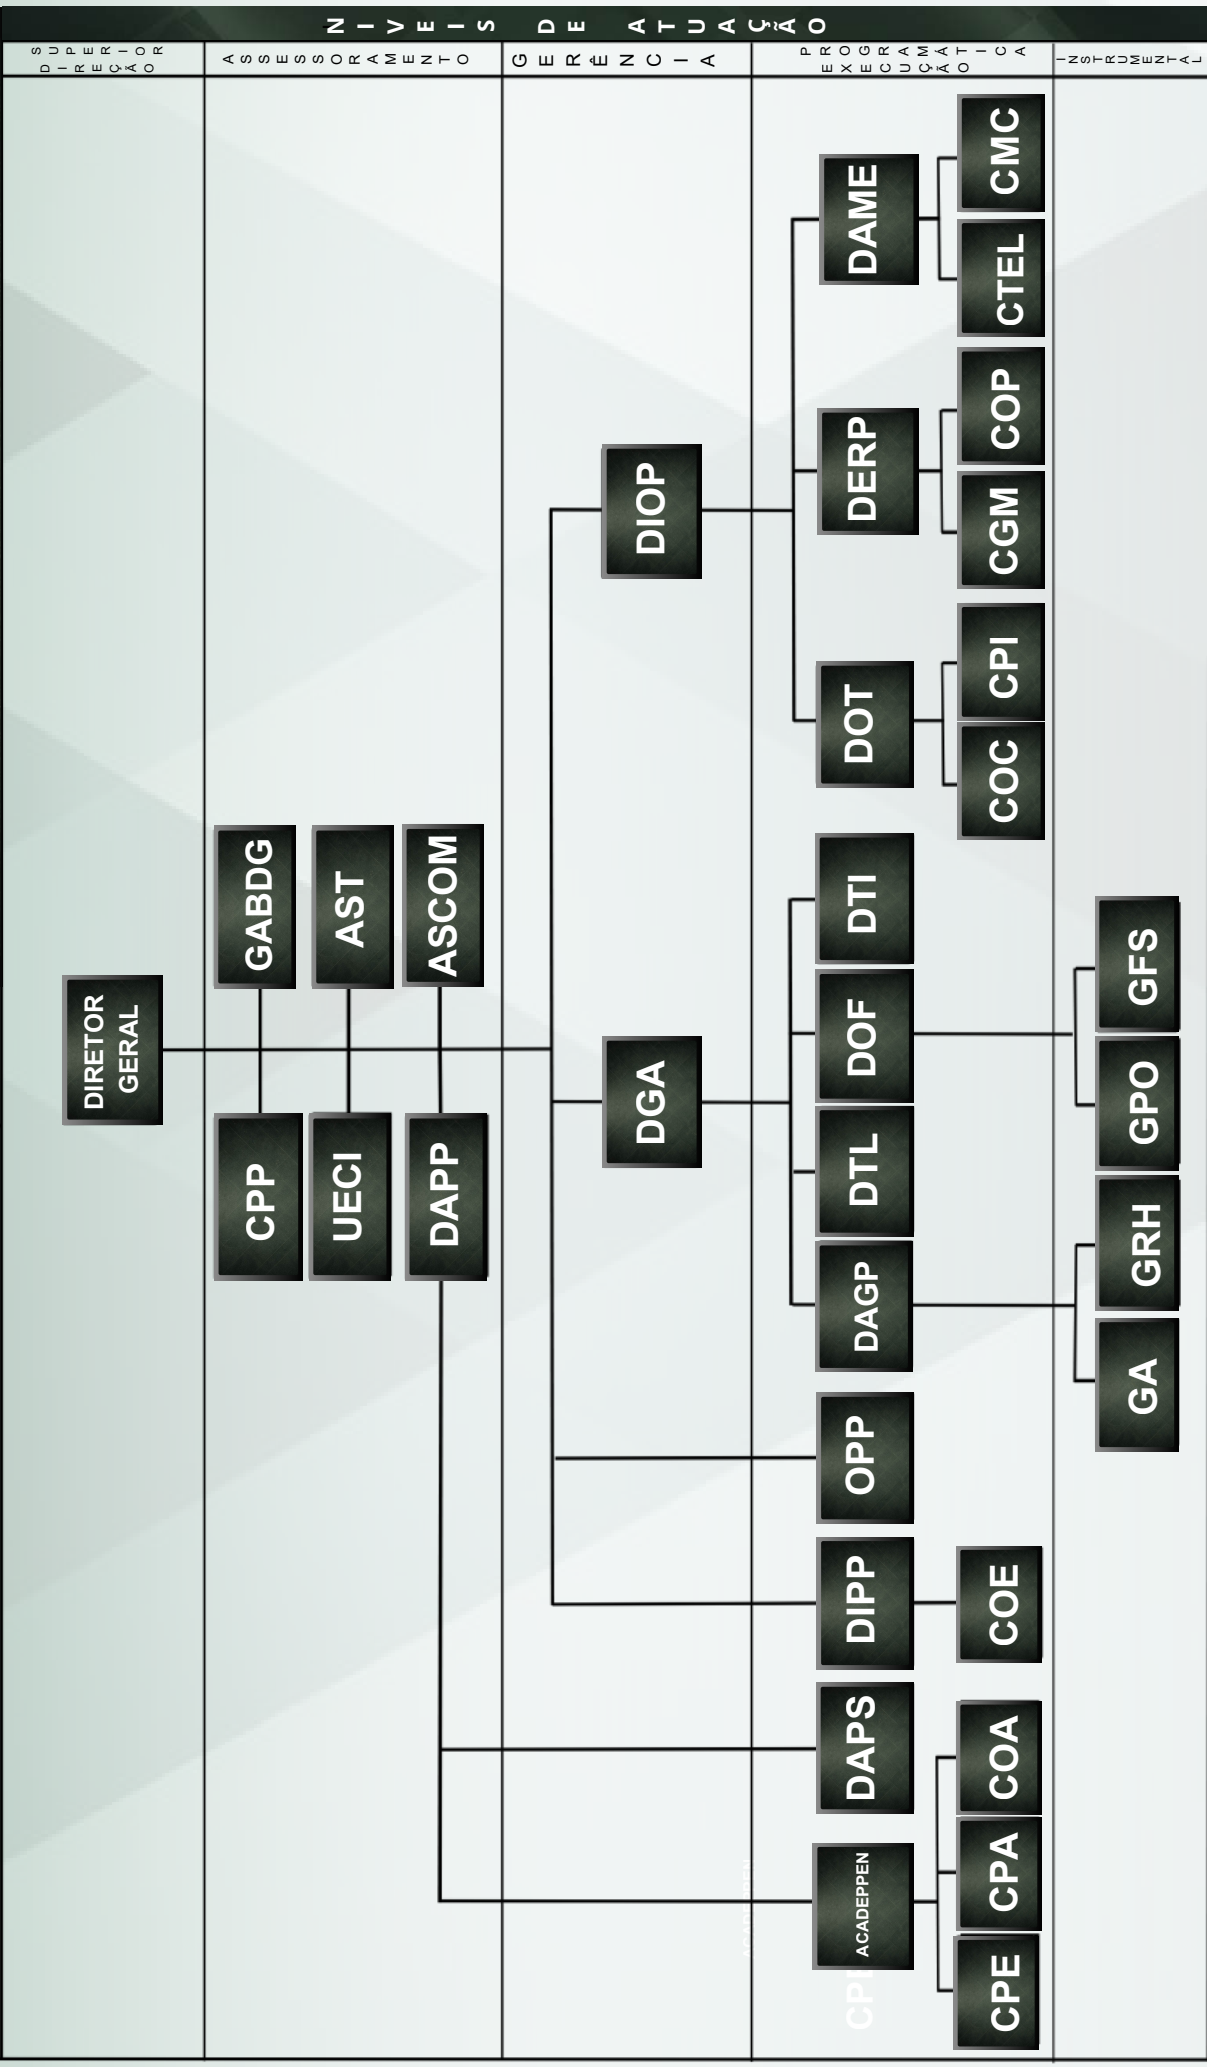 NIVEIS DE ATUAÇÃO
DIREÇÃO
SUPERIOR
DIRETOR
GERAL
ASSESSORAMENTO
CPP
GABDG
UECI
AST
DAPP
ASCOM
GERÊNCIA
DGA
DIOP
EXECUÇÃO
PROGRAMÁTICA
ACADEPPEN
DAPS
DIPP
OPP
DAGP
DTL
DOF
DTI
DOT
DERP
DAME
CPE
CPA
COA
COE
COC
CPI
CGM
COP
CTEL
CMC
INSTRUMENTAL
GA
GRH
GPO
GFS